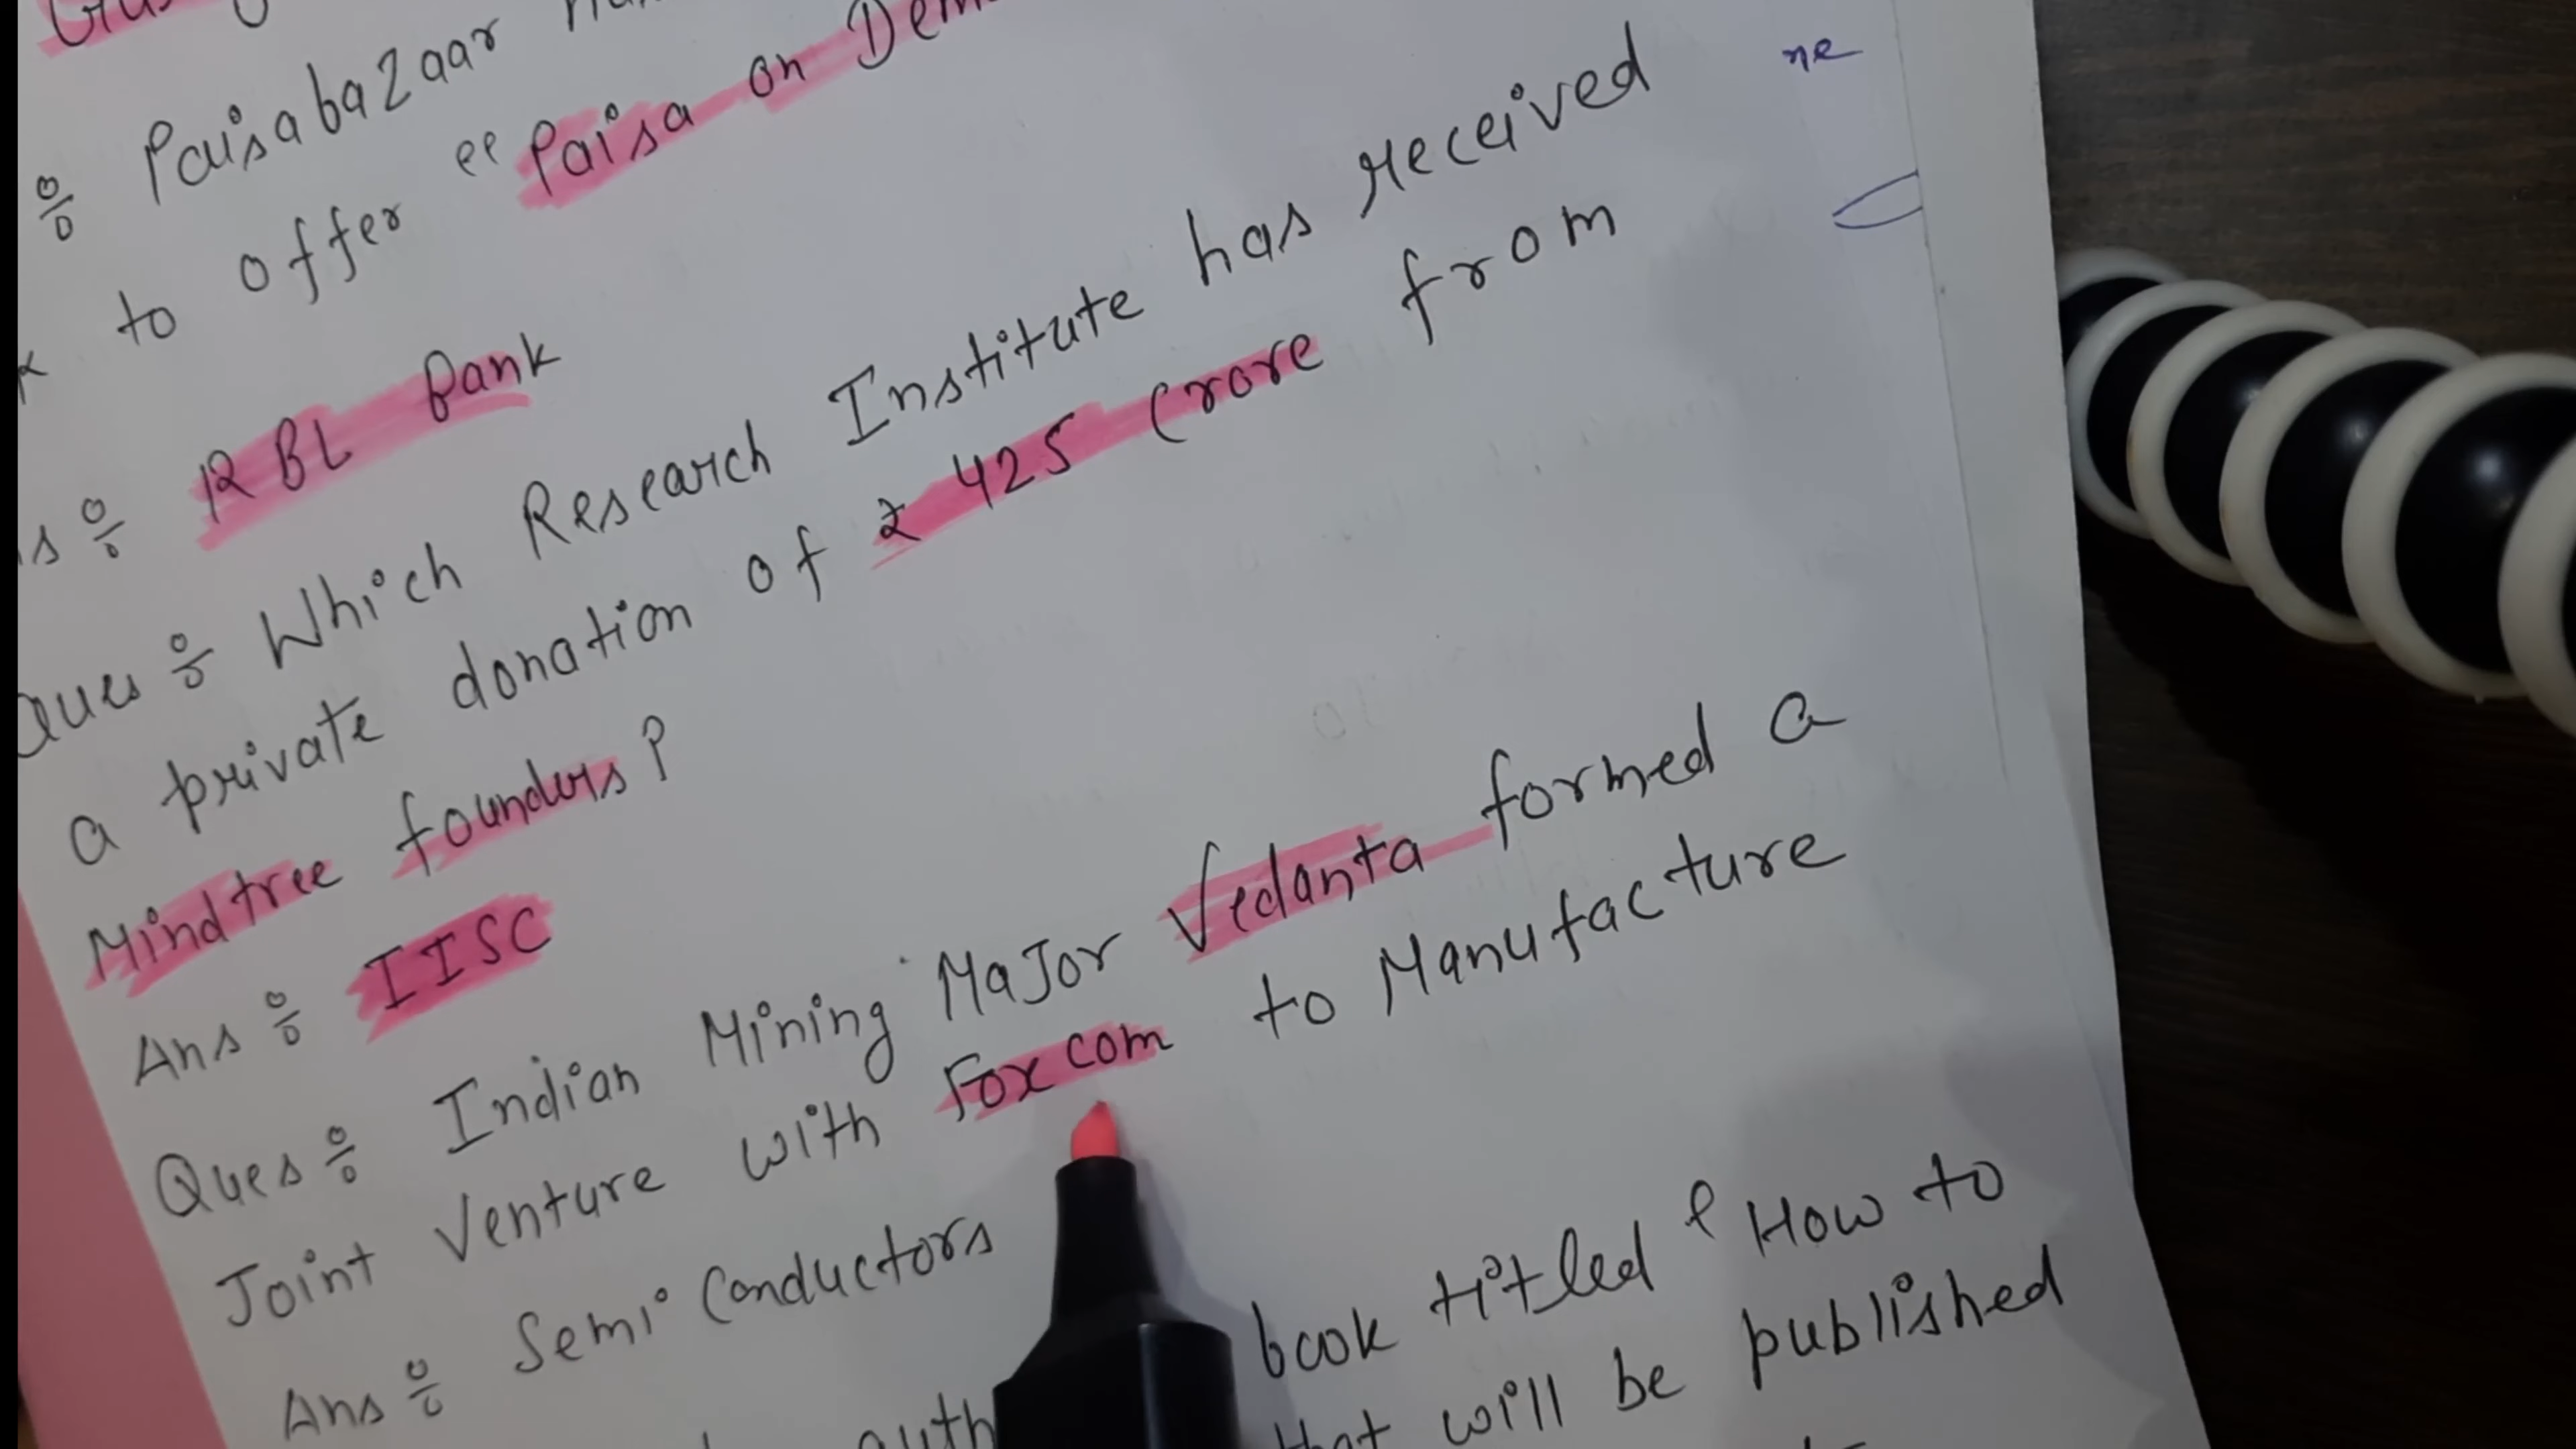 Paisabazaar
to offer " Paisa on Dem
RBL Bank
Ques : Which Research Institute has received
a private donation of ₹ 425 Crore from
Mindtree founders ?
Ans : IISC
Ques : Indian Mining Major Vedanta formed a
Joint Venture with Foxcom to Manufacture
Ans : Semi Conductors
book titled ' How to
that will be published
ne